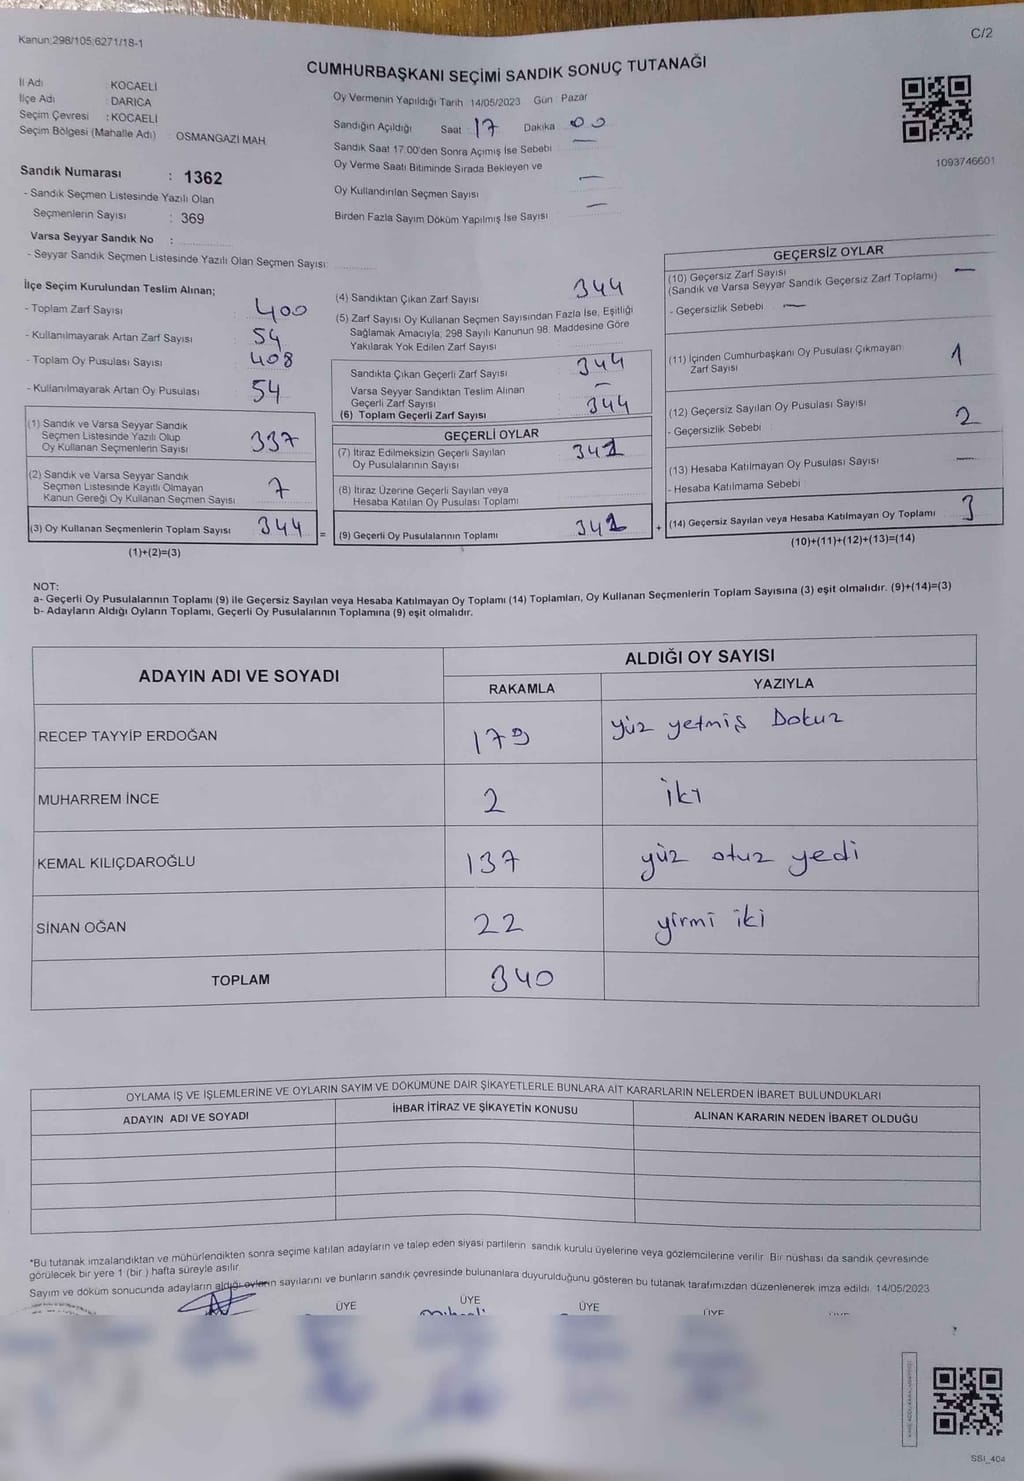 Kanun:298/105;6271/18-1
C/2
CUMHURBAŞKANI SEÇİMİ SANDIK SONUÇ TUTANAĞI
İl Adı : KOCAELİ
İlçe Adı : DARICA
Seçim Çevresi : KOCAELİ
Seçim Bölgesi (Mahalle Adı) : OSMANGAZİ MAH.
Oy Vermenin Yapıldığı Tarih 14/05/2023 Gün Pazar
Sandığın Açıldığı Saat 17 Dakika 00
Sandık Saat 17:00'den Sonra Açımış İse Sebebi —
Oy Verme Saati Bitiminde Sırada Bekleyen ve
Oy Kullandırılan Seçmen Sayısı —
Birden Fazla Sayım Döküm Yapılmış İse Sayısı —
1093746601
Sandık Numarası : 1362
- Sandık Seçmen Listesinde Yazılı Olan
Seçmenlerin Sayısı : 369
Varsa Seyyar Sandık No :
- Seyyar Sandık Seçmen Listesinde Yazılı Olan Seçmen Sayısı:
İlçe Seçim Kurulundan Teslim Alınan;
- Toplam Zarf Sayısı : 400
- Kullanılmayarak Artan Zarf Sayısı : 54
- Toplam Oy Pusulası Sayısı : 408
- Kullanılmayarak Artan Oy Pusulası : 54
(1) Sandık ve Varsa Seyyar Sandık
Seçmen Listesinde Yazılı Olup
Oy Kullanan Seçmenlerin Sayısı 337
(2) Sandık ve Varsa Seyyar Sandık
Seçmen Listesinde Kayıtlı Olmayan
Kanun Gereği Oy Kullanan Seçmen Sayısı 7
(3) Oy Kullanan Seçmenlerin Toplam Sayısı 344 =
(1)+(2)=(3)
(4) Sandıktan Çıkan Zarf Sayısı 344
(5) Zarf Sayısı Oy Kullanan Seçmen Sayısından Fazla İse, Eşitliği
Sağlamak Amacıyla, 298 Sayılı Kanunun 98. Maddesine Göre
Yakılarak Yok Edilen Zarf Sayısı
Sandıkta Çıkan Geçerli Zarf Sayısı 344
Varsa Seyyar Sandıktan Teslim Alınan
Geçerli Zarf Sayısı —
(6) Toplam Geçerli Zarf Sayısı 344
GEÇERLİ OYLAR
(7) İtiraz Edilmeksizin Geçerli Sayılan
Oy Pusulalarının Sayısı 341
(8) İtiraz Üzerine Geçerli Sayılan veya
Hesaba Katılan Oy Pusulası Toplamı
(9) Geçerli Oy Pusulalarının Toplamı 341 +
GEÇERSİZ OYLAR
(10) Geçersiz Zarf Sayısı —
(Sandık ve Varsa Seyyar Sandık Geçersiz Zarf Toplamı)
- Geçersizlik Sebebi —
(11) İçinden Cumhurbaşkanı Oy Pusulası Çıkmayan
Zarf Sayısı 1
(12) Geçersiz Sayılan Oy Pusulası Sayısı 2
- Geçersizlik Sebebi
(13) Hesaba Katılmayan Oy Pusulası Sayısı —
- Hesaba Katılmama Sebebi
(14) Geçersiz Sayılan veya Hesaba Katılmayan Oy Toplamı 3
(10)+(11)+(12)+(13)=(14)
NOT:
a- Geçerli Oy Pusulalarının Toplamı (9) ile Geçersiz Sayılan veya Hesaba Katılmayan Oy Toplamı (14) Toplamları, Oy Kullanan Seçmenlerin Toplam Sayısına (3) eşit olmalıdır. (9)+(14)=(3)
b- Adayların Aldığı Oyların Toplamı, Geçerli Oy Pusulalarının Toplamına (9) eşit olmalıdır.
ADAYIN ADI VE SOYADI
ALDIĞI OY SAYISI
RAKAMLA YAZIYLA
RECEP TAYYİP ERDOĞAN 179 yüz yetmiş Dokuz
MUHARREM İNCE 2 iki
KEMAL KILIÇDAROĞLU 137 yüz otuz yedi
SİNAN OĞAN 22 yirmi iki
TOPLAM 340
OYLAMA İŞ VE İŞLEMLERİNE VE OYLARIN SAYIM VE DÖKÜMÜNE DAİR ŞİKAYETLERLE BUNLARA AİT KARARLARIN NELERDEN İBARET BULUNDUKLARI
ADAYIN ADI VE SOYADI İHBAR İTİRAZ VE ŞİKAYETİN KONUSU ALINAN KARARIN NEDEN İBARET OLDUĞU
*Bu tutanak imzalandıktan ve mühürlendikten sonra seçime katılan adayların ve talep eden siyasi partilerin sandık kurulu üyelerine veya gözlemcilerine verilir. Bir nüshası da sandık çevresinde
görülecek bir yere 1 (bir) hafta süreyle asılır.
Sayım ve döküm sonucunda adayların aldığı oyların sayılarını ve bunların sandık çevresinde bulunanlara duyurulduğunu gösteren bu tutanak tarafımızdan düzenlenerek imza edildi. 14/05/2023
ÜYE ÜYE ÜYE ÜYE
SSI_404